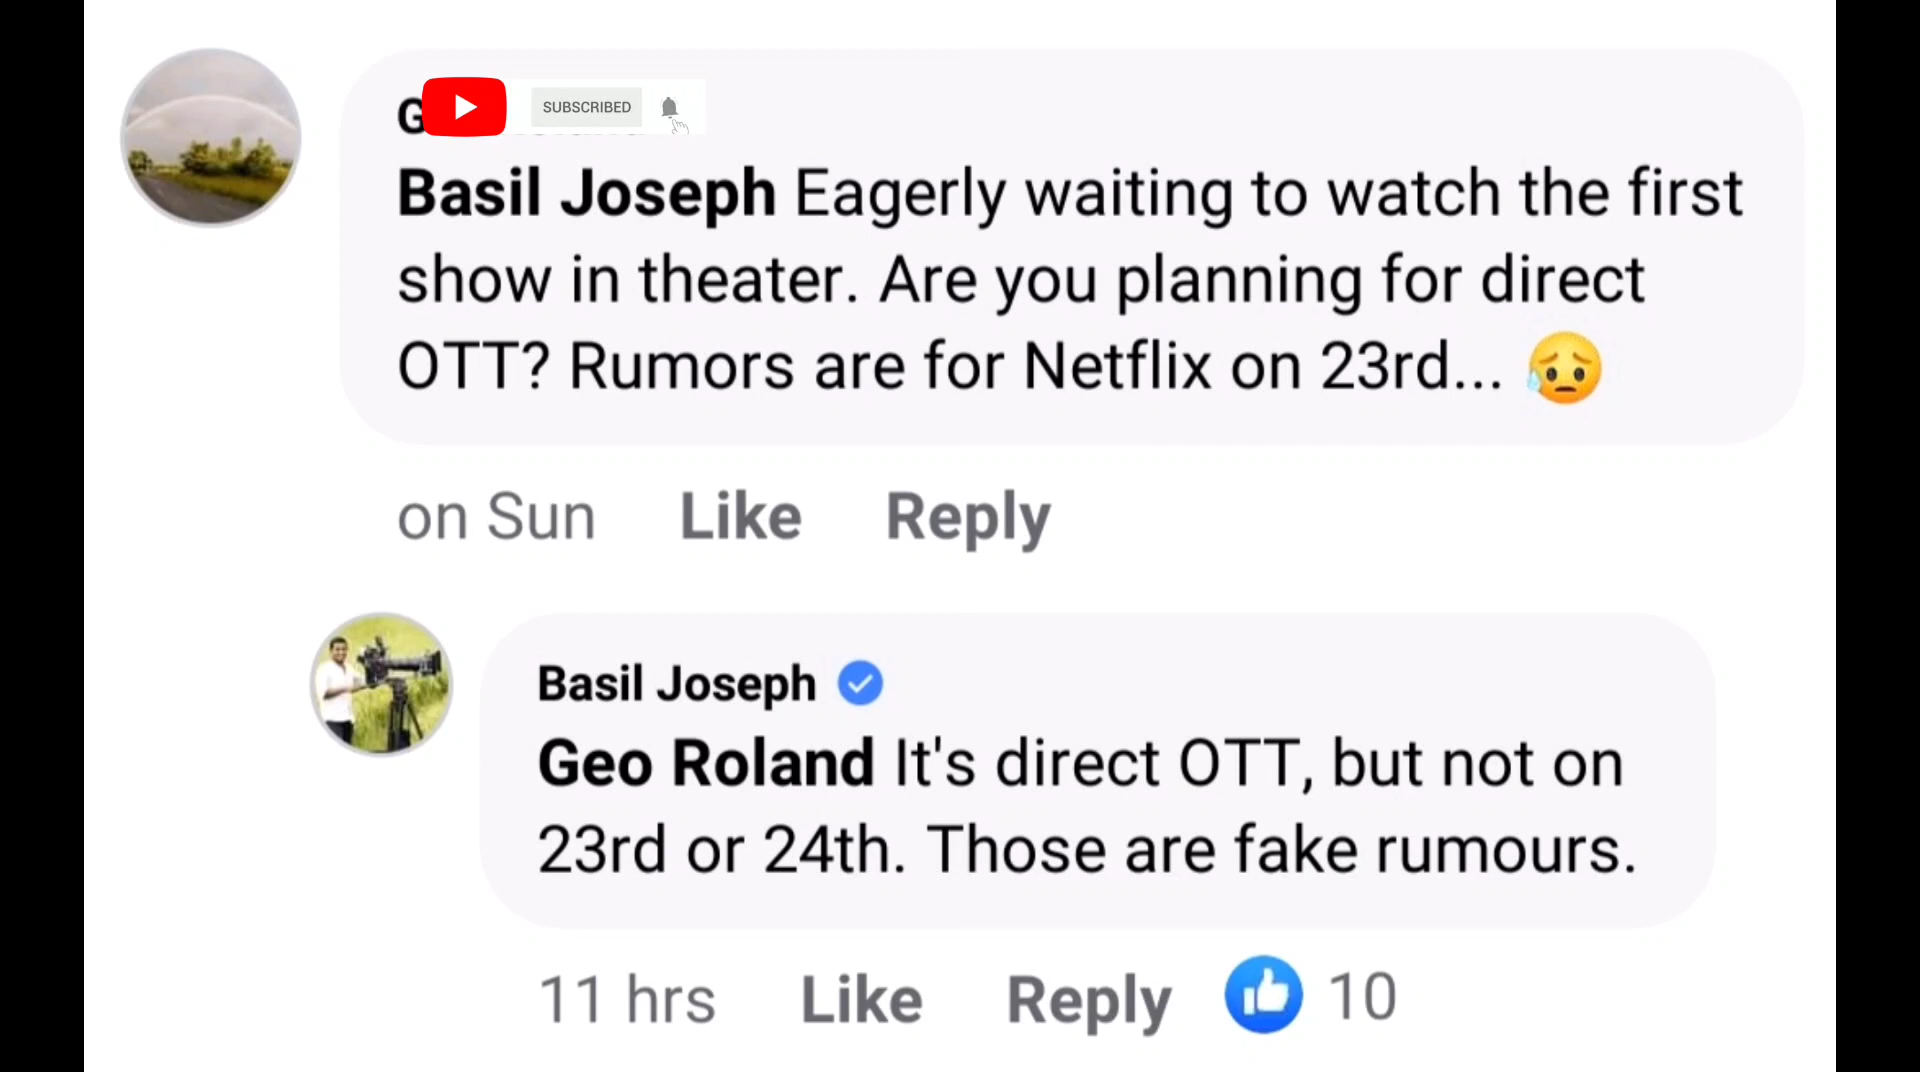 SUBSCRIBED
Basil Joseph Eagerly waiting to watch the first
show in theater. Are you planning for direct
OTT? Rumors are for Netflix on 23rd... 😥
on Sun Like Reply
Basil Joseph
Geo Roland It's direct OTT, but not on
23rd or 24th. Those are fake rumours.
11 hrs Like Reply 10